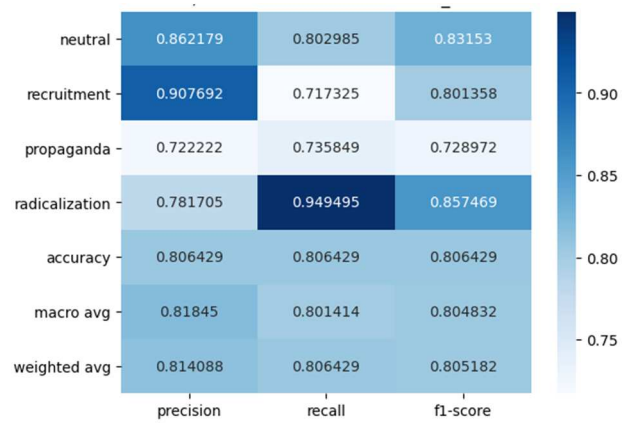 neutral 0.862179 0.802985 0.83153
recruitment 0.907692 0.717325 0.801358
propaganda 0.722222 0.735849 0.728972
radicalization 0.781705 0.949495 0.857469
accuracy 0.806429 0.806429 0.806429
macro avg 0.81845 0.801414 0.804832
weighted avg 0.814088 0.806429 0.805182
precision recall f1-score
0.90
0.85
0.80
0.75